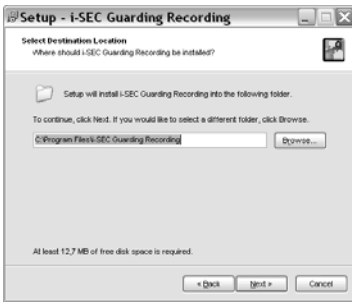 Setup - i-SEC Guarding Recording
Select Destination Location
Where should i-SEC Guarding Recording be installed?
Setup will install i-SEC Guarding Recording into the following folder.
To continue, click Next. If you would like to select a different folder, click Browse.
C:\Program Files\i-SEC Guarding Recording
Browse...
At least 12,7 MB of free disk space is required.
< Back
Next >
Cancel